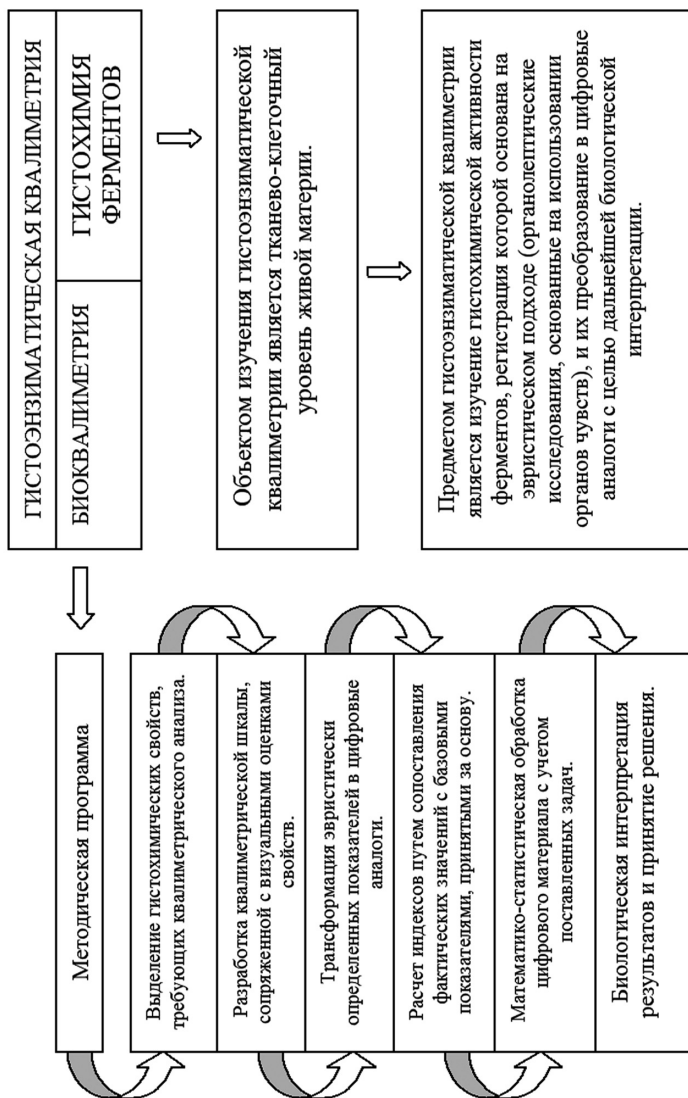 ГИСТОЭНЗИМАТИЧЕСКАЯ КВАЛИМЕТРИЯ
БИОКВАЛИМЕТРИЯ
ГИСТОХИМИЯ
ФЕРМЕНТОВ
Объектом изучения гистоэнзиматической
квалиметрии является тканево-клеточный
уровень живой материи.
Предметом гистоэнзиматической квалиметрии
является изучение гистохимической активности
ферментов, регистрация которой основана на
эвристическом подходе (органолептические
исследования, основанные на использовании
органов чувств), и их преобразование в цифровые
аналоги с целью дальнейшей биологической
интерпретации.
Методическая программа
Выделение гистохимических свойств,
требующих квалиметрического анализа.
Разработка квалиметрической шкалы,
сопряженной с визуальными оценками
свойств.
Трансформация эвристически
определенных показателей в цифровые
аналоги.
Расчет индексов путем сопоставления
фактических значений с базовыми
показателями, принятыми за основу.
Математико-статистическая обработка
цифрового материала с учетом
поставленных задач.
Биологическая интерпретация
результатов и принятие решения.